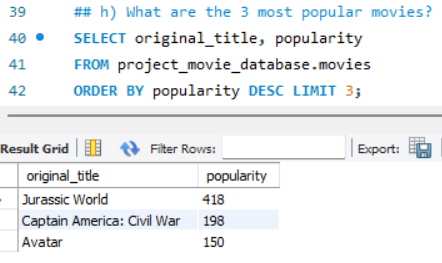 39 ## h) What are the 3 most popular movies?
40 SELECT original_title, popularity
41 FROM project_movie_database.movies
42 ORDER BY popularity DESC LIMIT 3;
Result Grid Filter Rows: Export:
original_title popularity
Jurassic World 418
Captain America: Civil War 198
Avatar 150